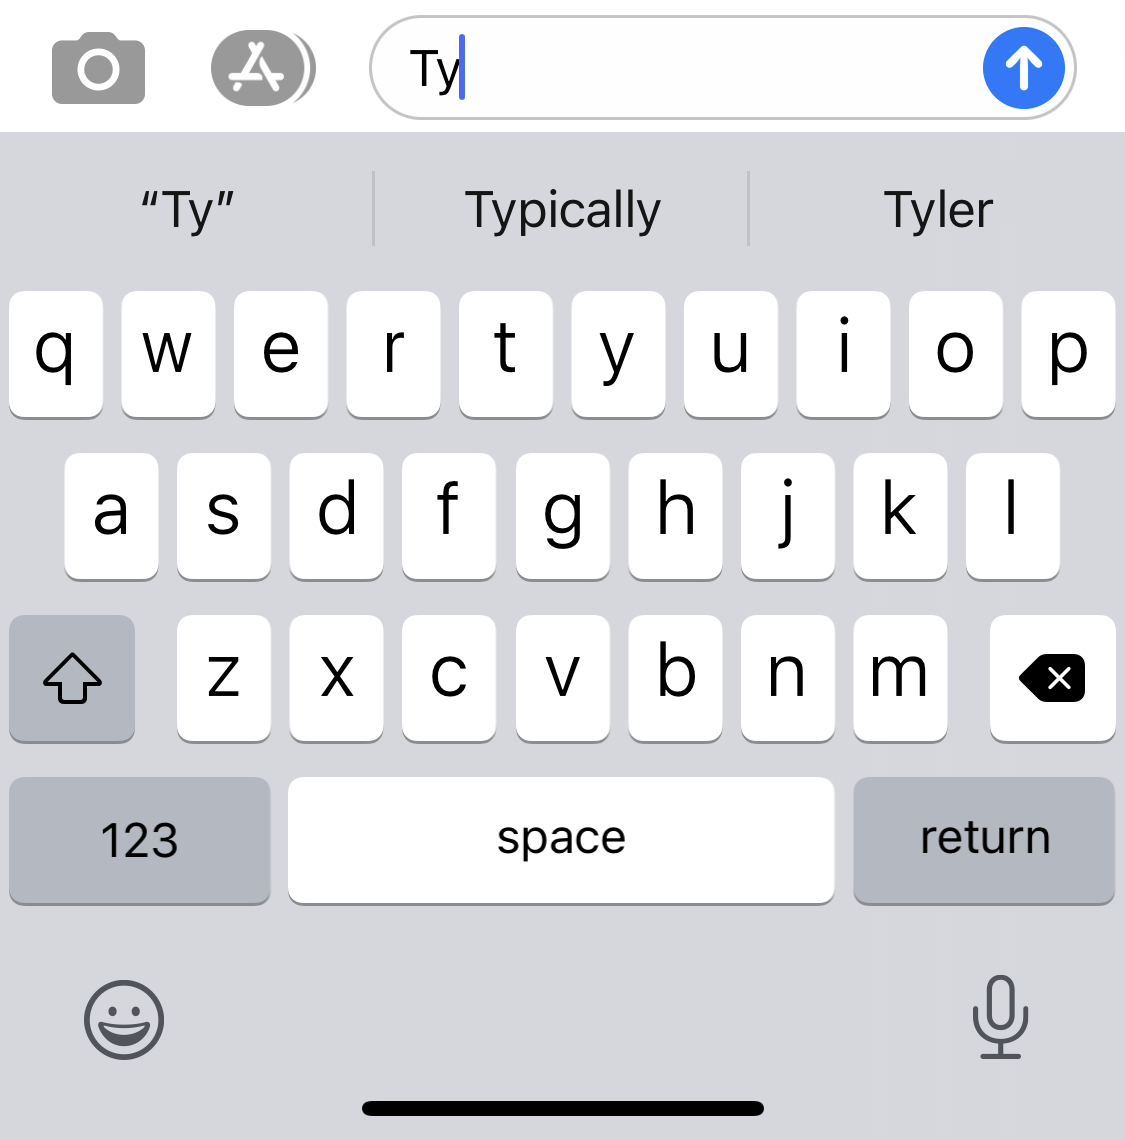 Ty
“Ty” Typically Tyler
q w e r t y u i o p
a s d f g h j k l
z x c v b n m
123 space return